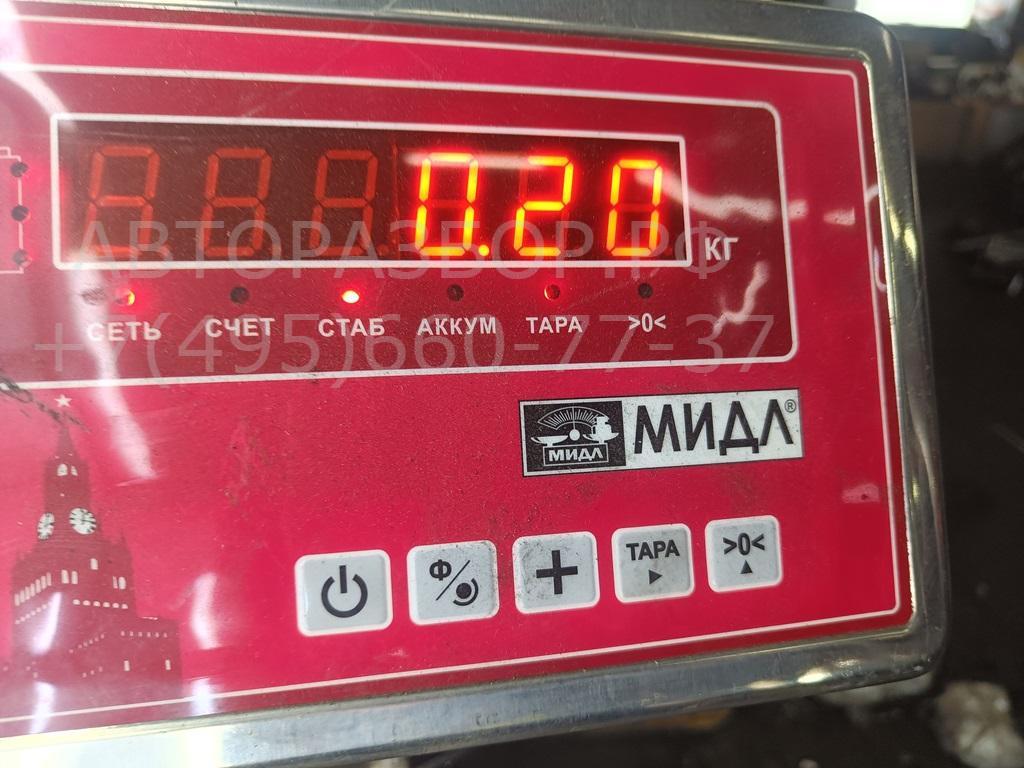 0.20 КГ
АВТОРАЗБОР.РФ
СЕТЬ СЧЕТ СТАБ АККУМ ТАРА >0<
+7(495)660-77-37
МИДЛ МИДЛ®
Ф + ТАРА >0<